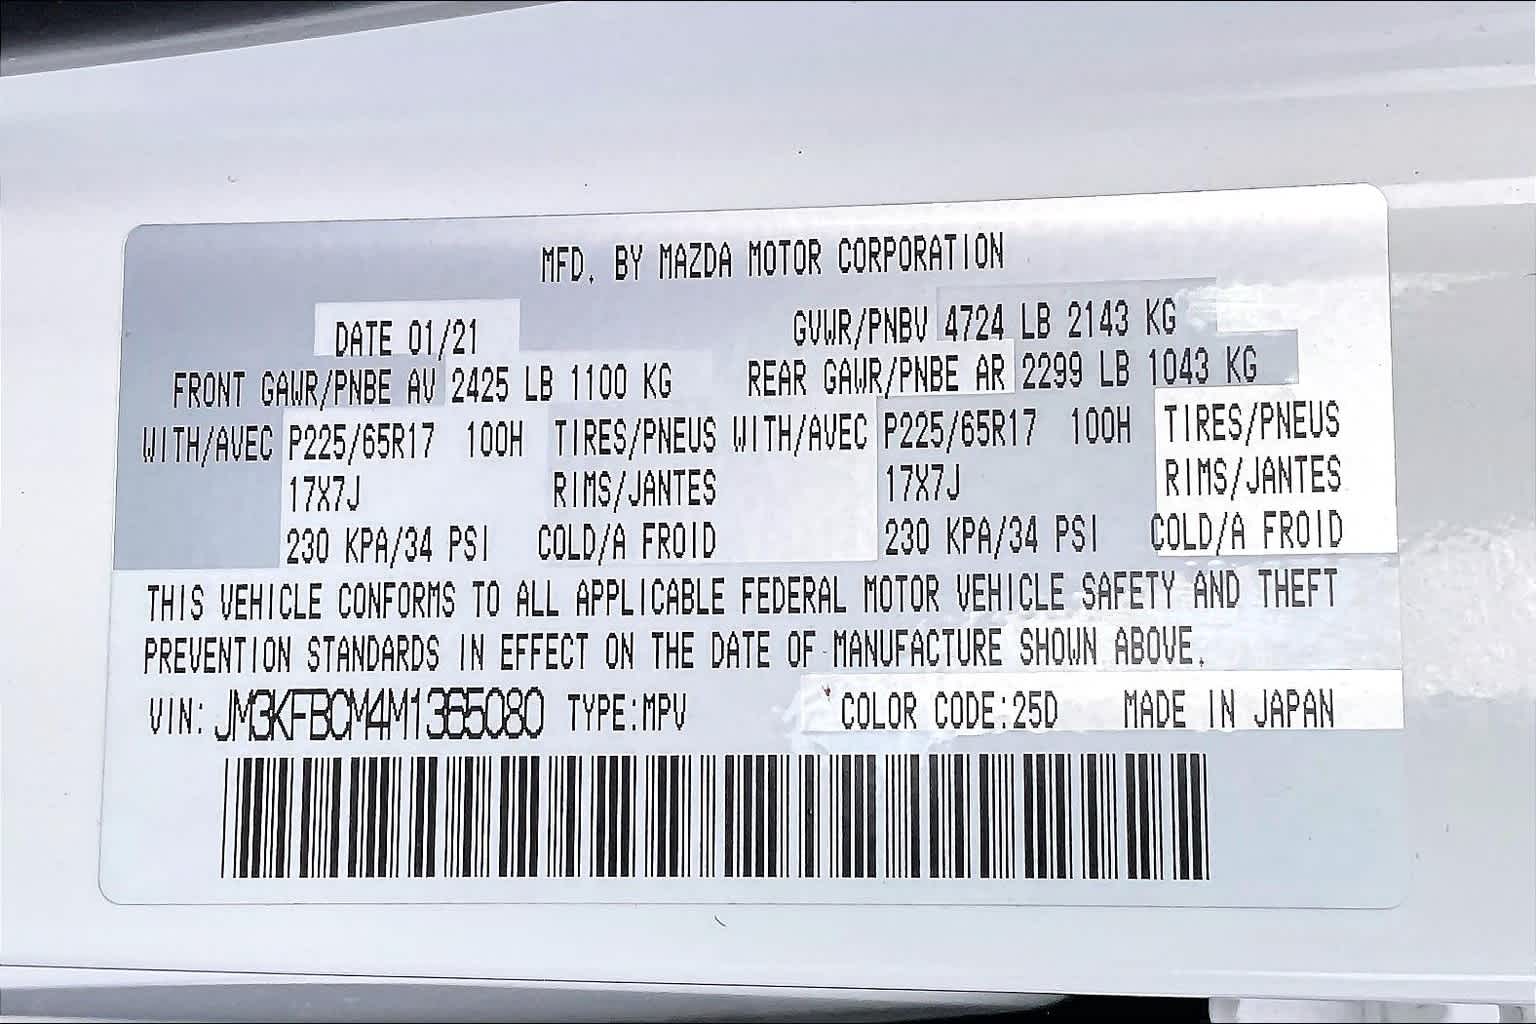 MFD. BY MAZDA MOTOR CORPORATION
DATE 01/21 GVWR/PNBV 4724 LB 2143 KG
FRONT GAWR/PNBE AV 2425 LB 1100 KG REAR GAWR/PNBE AR 2299 LB 1043 KG
WITH/AVEC P225/65R17 100H TIRES/PNEUS WITH/AVEC P225/65R17 100H TIRES/PNEUS
17X7J RIMS/JANTES 17X7J RIMS/JANTES
230 KPA/34 PSI COLD/A FROID 230 KPA/34 PSI COLD/A FROID
THIS VEHICLE CONFORMS TO ALL APPLICABLE FEDERAL MOTOR VEHICLE SAFETY AND THEFT
PREVENTION STANDARDS IN EFFECT ON THE DATE OF MANUFACTURE SHOWN ABOVE.
VIN: JM3KFBCM4M1365080 TYPE:MPV COLOR CODE:25D MADE IN JAPAN